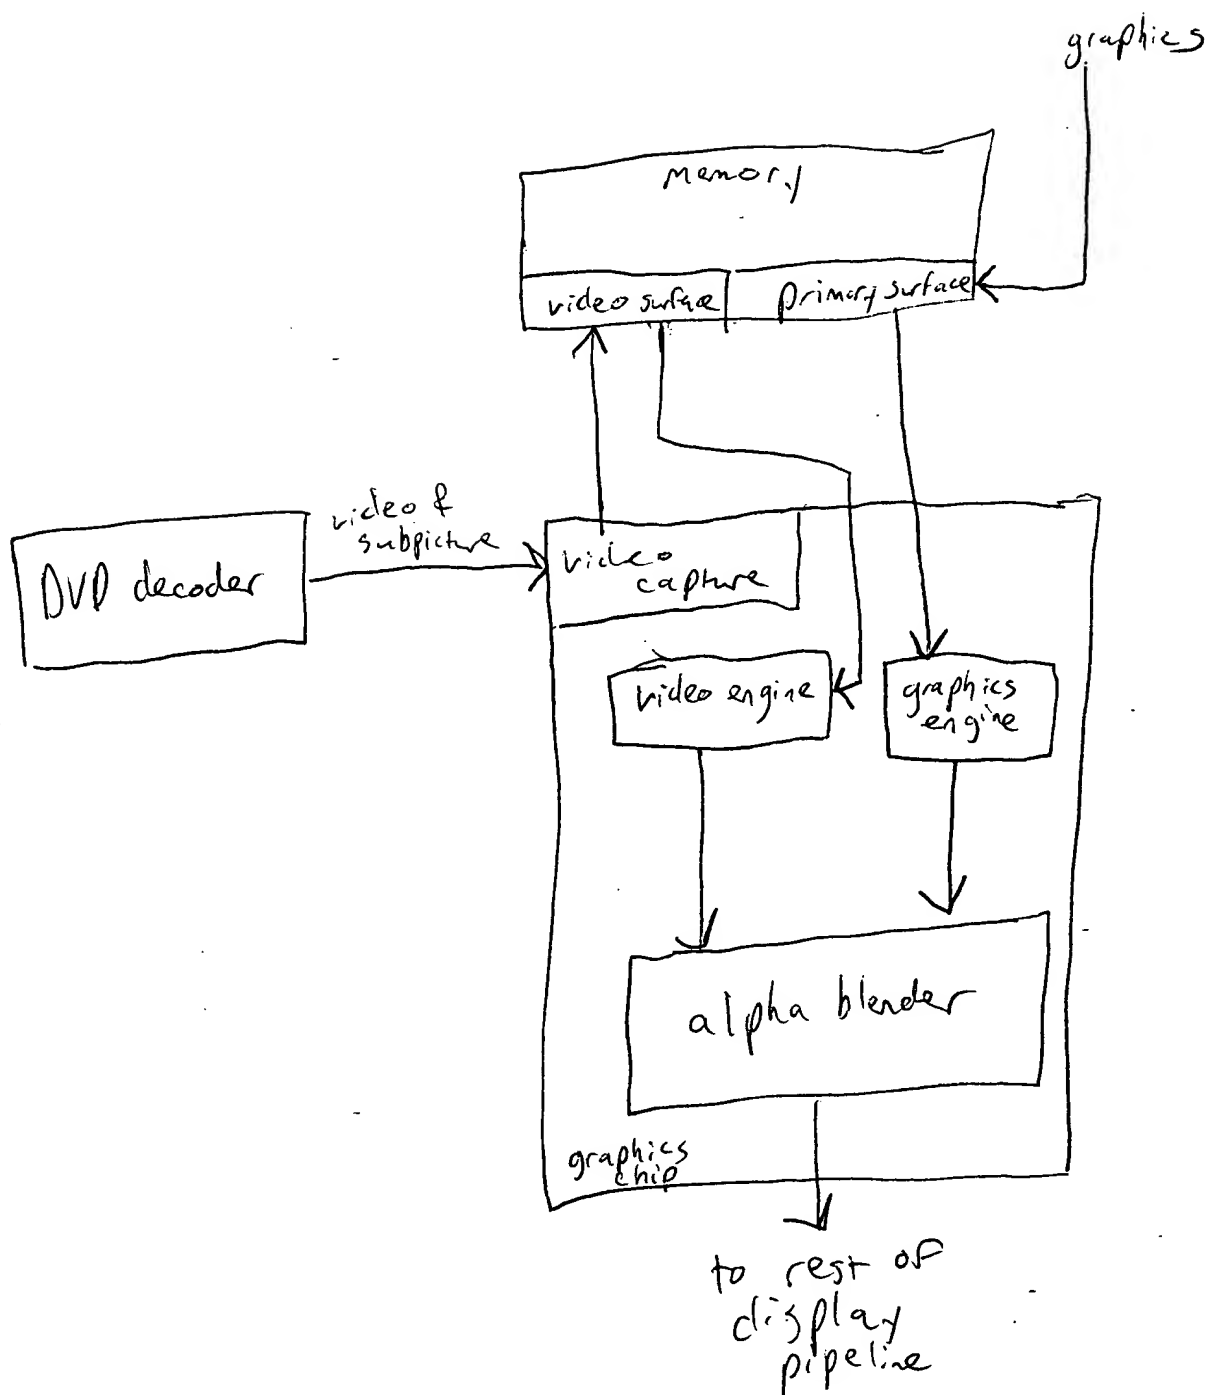 graphics
memory
video surface
primary surface
video &
subpicture
DVD decoder
video
capture
video engine
graphics
engine
alpha blender
graphics
chip
to rest of
display
pipeline